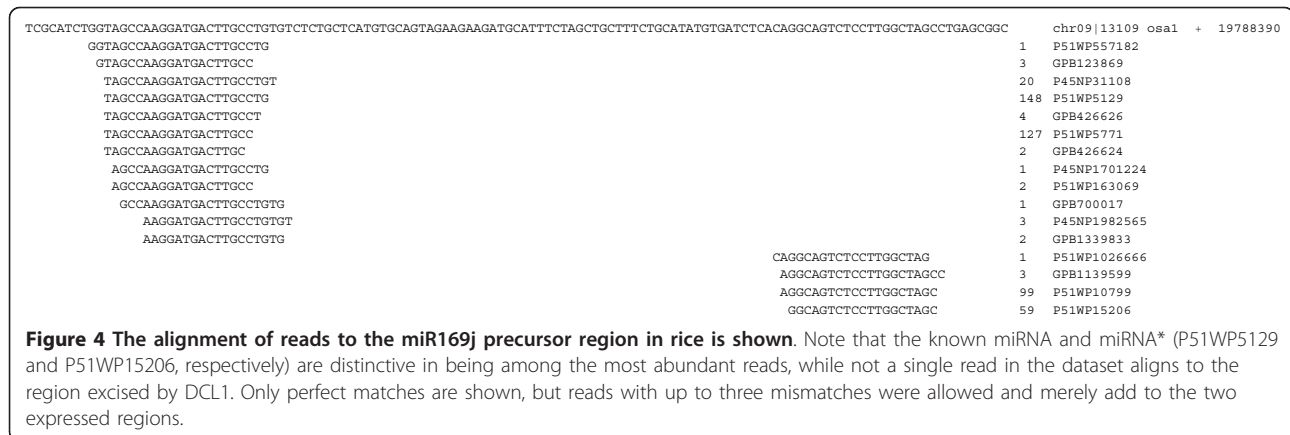 TCGCATCTGGTAGCCAAGGATGACTTGCCTGTGTCTCTGCTCATGTGCAGTAGAAGAAGATGCATTTCTAGCTGCTTTCTGCATATGTGATCTCACAGGCAGTCTCCTTGGCTAGCCTGAGCGGC chr09|13109 osa1 + 19788390
GGTAGCCAAGGATGACTTGCCTG 1 P51WP557182
GTAGCCAAGGATGACTTGCC 3 GPB123869
TAGCCAAGGATGACTTGCCTGT 20 P45NP31108
TAGCCAAGGATGACTTGCCTG 148 P51WP5129
TAGCCAAGGATGACTTGCCT 4 GPB426626
TAGCCAAGGATGACTTGCC 127 P51WP5771
TAGCCAAGGATGACTTGC 2 GPB426624
AGCCAAGGATGACTTGCCTG 1 P45NP1701224
AGCCAAGGATGACTTGCC 2 P51WP163069
GCCAAGGATGACTTGCCTGTG 1 GPB700017
AAGGATGACTTGCCTGTGT 3 P45NP1982565
AAGGATGACTTGCCTGTG 2 GPB1339833
CAGGCAGTCTCCTTGGCTAG 1 P51WP1026666
AGGCAGTCTCCTTGGCTAGCC 3 GPB1139599
AGGCAGTCTCCTTGGCTAGC 99 P51WP10799
GGCAGTCTCCTTGGCTAGC 59 P51WP15206
Figure 4 The alignment of reads to the miR169j precursor region in rice is shown. Note that the known miRNA and miRNA* (P51WP5129
and P51WP15206, respectively) are distinctive in being among the most abundant reads, while not a single read in the dataset aligns to the
region excised by DCL1. Only perfect matches are shown, but reads with up to three mismatches were allowed and merely add to the two
expressed regions.